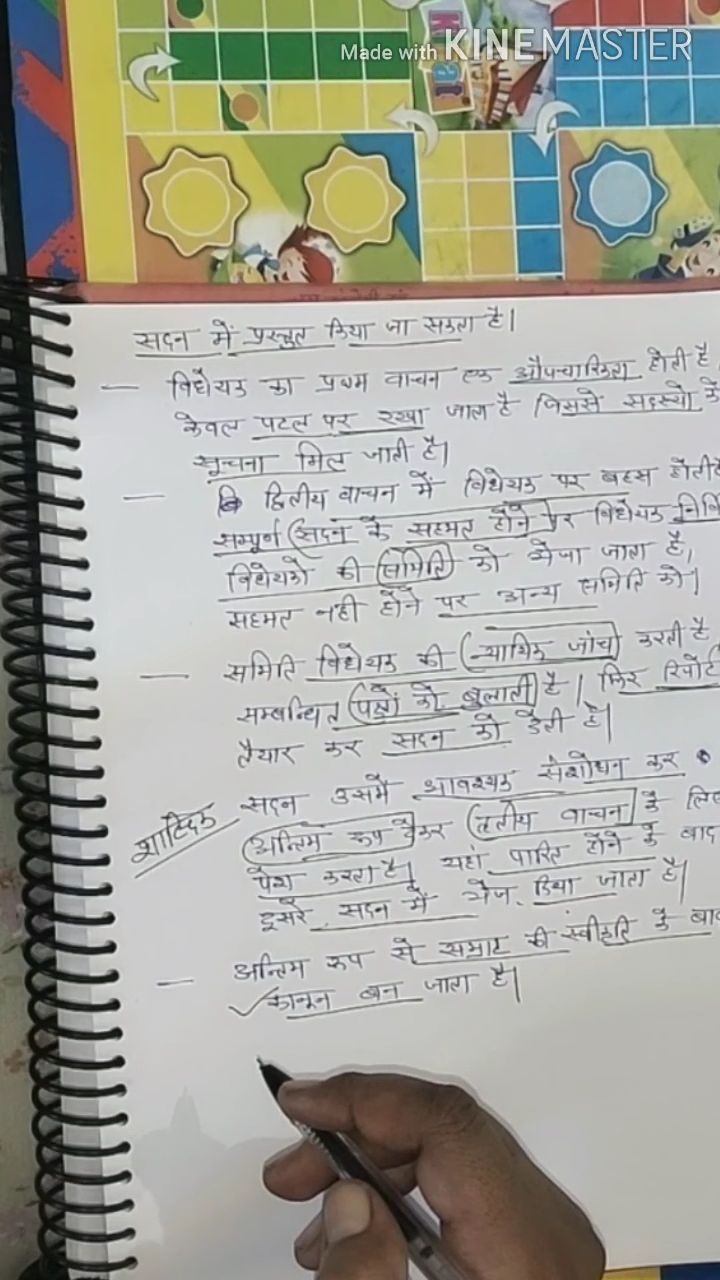 Made with KINEMASTER
सदन में प्रस्तुत किया जा सकता है।
— विधेयक का प्रथम वाचन एक औपचारिकता होती है
केवल पटल पर रखा जाता है जिससे सदस्यो को
सूचना मिल जाती है।
— द्वितीय वाचन में विधेयक पर बहस होती है
सम्पूर्ण सदन के सहमत होने पर विधेयक
विधेयको की समिति को भेजा जाता है,
सहमत नही होने पर अन्य समिति को।
— समिति विधेयक की न्यायिक जांच करती है
सम्बन्धित पक्षों को बुलाती है। फिर रिपोर्ट
तैयार कर सदन को देती है।
शाब्दिक सदन उसमें आवश्यक संशोधन कर
अन्तिम रूप देकर तृतीय वाचन के लिए
पेश करता है। यहां पारित होने के बाद
दूसरे सदन में भेज दिया जाता है।
— अन्तिम रूप से सम्राट की स्वीकृति के बाद
कानून बन जाता है।